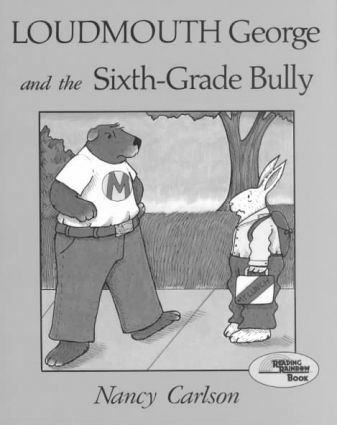 LOUDMOUTH George
and the Sixth-Grade Bully
M
READING
RAINBOW
BOOK
Nancy Carlson